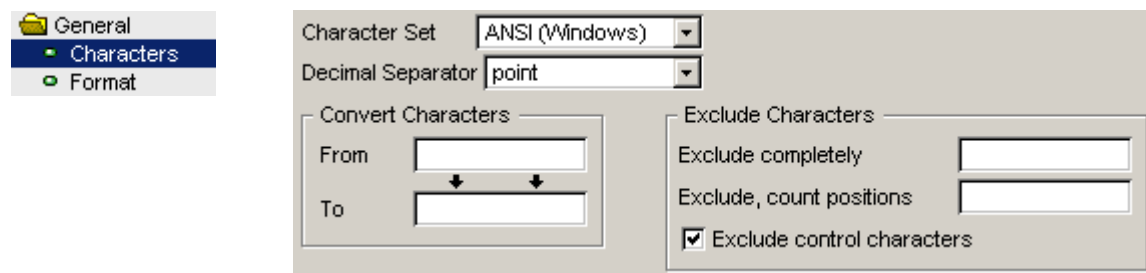 General
Characters
Format
Character Set ANSI (Windows)
Decimal Separator point
Convert Characters
From
To
Exclude Characters
Exclude completely
Exclude, count positions
Exclude control characters